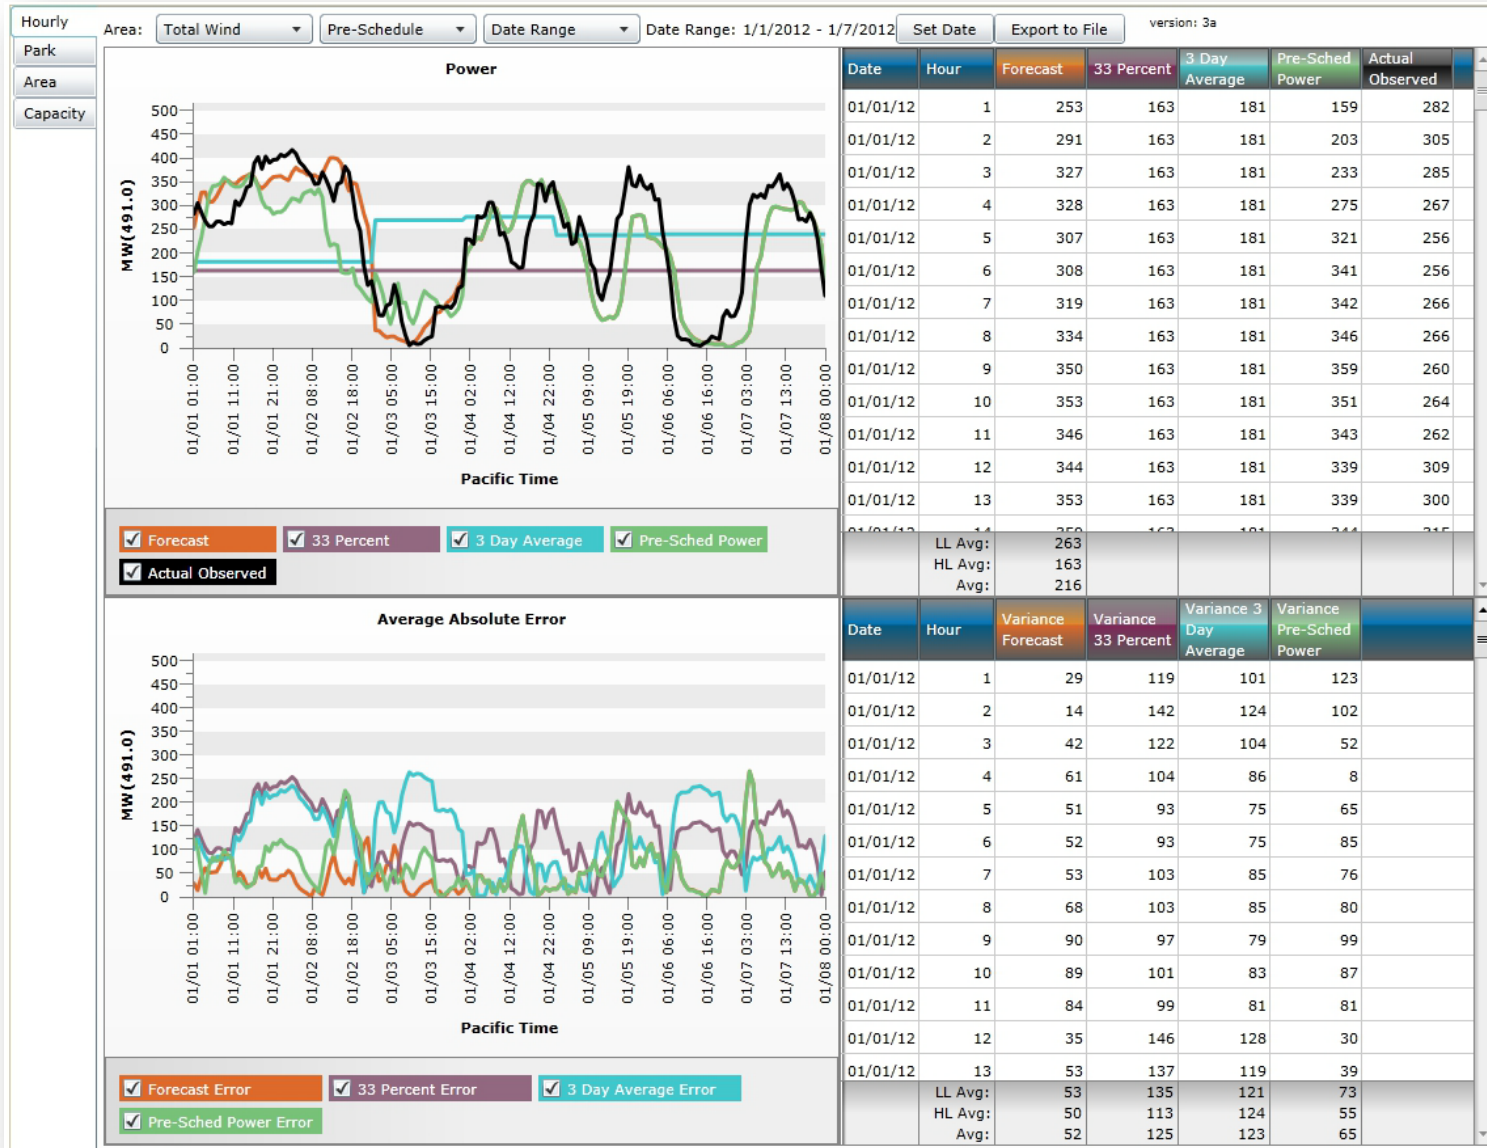 Hourly
Park
Area
Capacity
Area: Total Wind Pre-Schedule Date Range Date Range: 1/1/2012 - 1/7/2012 Set Date Export to File version: 3a
Power
MW(491.0)
500
450
400
350
300
250
200
150
100
50
0
01/01 01:00
01/01 11:00
01/01 21:00
01/02 08:00
01/02 18:00
01/03 05:00
01/03 15:00
01/04 02:00
01/04 12:00
01/04 22:00
01/05 09:00
01/05 19:00
01/06 06:00
01/06 16:00
01/07 03:00
01/07 13:00
01/08 00:00
Pacific Time
Forecast 33 Percent 3 Day Average Pre-Sched Power
Actual Observed
Date Hour Forecast 33 Percent 3 Day Average Pre-Sched Power Actual Observed
01/01/12 1 253 163 181 159 282
01/01/12 2 291 163 181 203 305
01/01/12 3 327 163 181 233 285
01/01/12 4 328 163 181 275 267
01/01/12 5 307 163 181 321 256
01/01/12 6 308 163 181 341 256
01/01/12 7 319 163 181 342 266
01/01/12 8 334 163 181 346 266
01/01/12 9 350 163 181 359 260
01/01/12 10 353 163 181 351 264
01/01/12 11 346 163 181 343 262
01/01/12 12 344 163 181 339 309
01/01/12 13 353 163 181 339 300
LL Avg: 263
HL Avg: 163
Avg: 216
Average Absolute Error
MW(491.0)
500
450
400
350
300
250
200
150
100
50
0
01/01 01:00
01/01 11:00
01/01 21:00
01/02 08:00
01/02 18:00
01/03 05:00
01/03 15:00
01/04 02:00
01/04 12:00
01/04 22:00
01/05 09:00
01/05 19:00
01/06 06:00
01/06 16:00
01/07 03:00
01/07 13:00
01/08 00:00
Pacific Time
Forecast Error 33 Percent Error 3 Day Average Error
Pre-Sched Power Error
Date Hour Variance Forecast Variance 33 Percent Variance 3 Day Average Variance Pre-Sched Power
01/01/12 1 29 119 101 123
01/01/12 2 14 142 124 102
01/01/12 3 42 122 104 52
01/01/12 4 61 104 86 8
01/01/12 5 51 93 75 65
01/01/12 6 52 93 75 85
01/01/12 7 53 103 85 76
01/01/12 8 68 103 85 80
01/01/12 9 90 97 79 99
01/01/12 10 89 101 83 87
01/01/12 11 84 99 81 81
01/01/12 12 35 146 128 30
01/01/12 13 53 137 119 39
LL Avg: 53 135 121 73
HL Avg: 50 113 124 55
Avg: 52 125 123 65